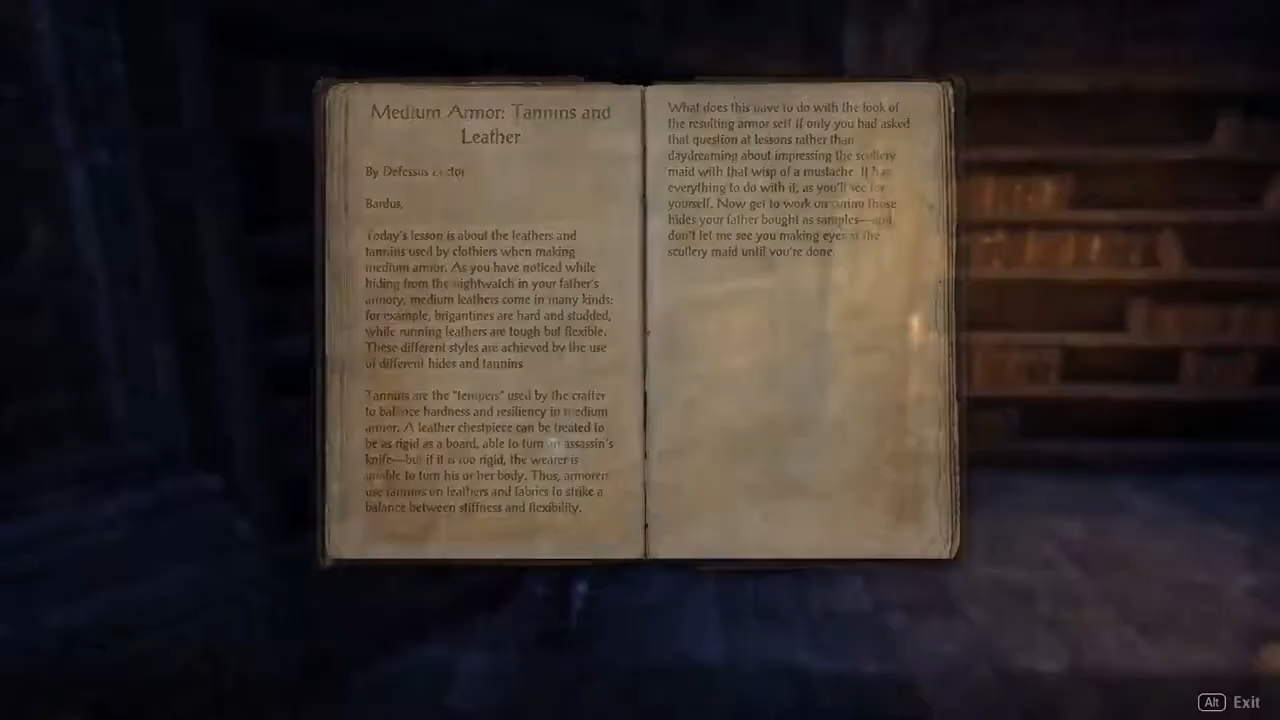 Medium Armor: Tannins and
Leather
By Defessus Lector
Bardus,
Today's lesson is about the leathers and
tannins used by clothiers when making
medium armor. As you have noticed while
hiding from the nightwatch in your father's
armory, medium leathers come in many kinds:
for example, brigantines are hard and studded,
while running leathers are tough but flexible.
These different styles are achieved by the use
of different hides and tannins
Tannins are the "tempers" used by the crafter
to balance hardness and resiliency in medium
armor. A leather chestpiece can be treated to
be as rigid as a board, able to turn an assassin's
knife—but if it is too rigid, the wearer is
unable to turn his or her body. Thus, armorers
use tannins on leathers and fabrics to strike a
balance between stiffness and flexibility.
What does this have to do with the look of
the resulting armor set? If only you had asked
that question at lessons rather than
daydreaming about impressing the scullery
maid with that wisp of a mustache. It has
everything to do with it, as you'll see for
yourself. Now get to work on curing those
hides your father bought as samples—and
don't let me see you making eyes at the
scullery maid until you're done.
Alt Exit